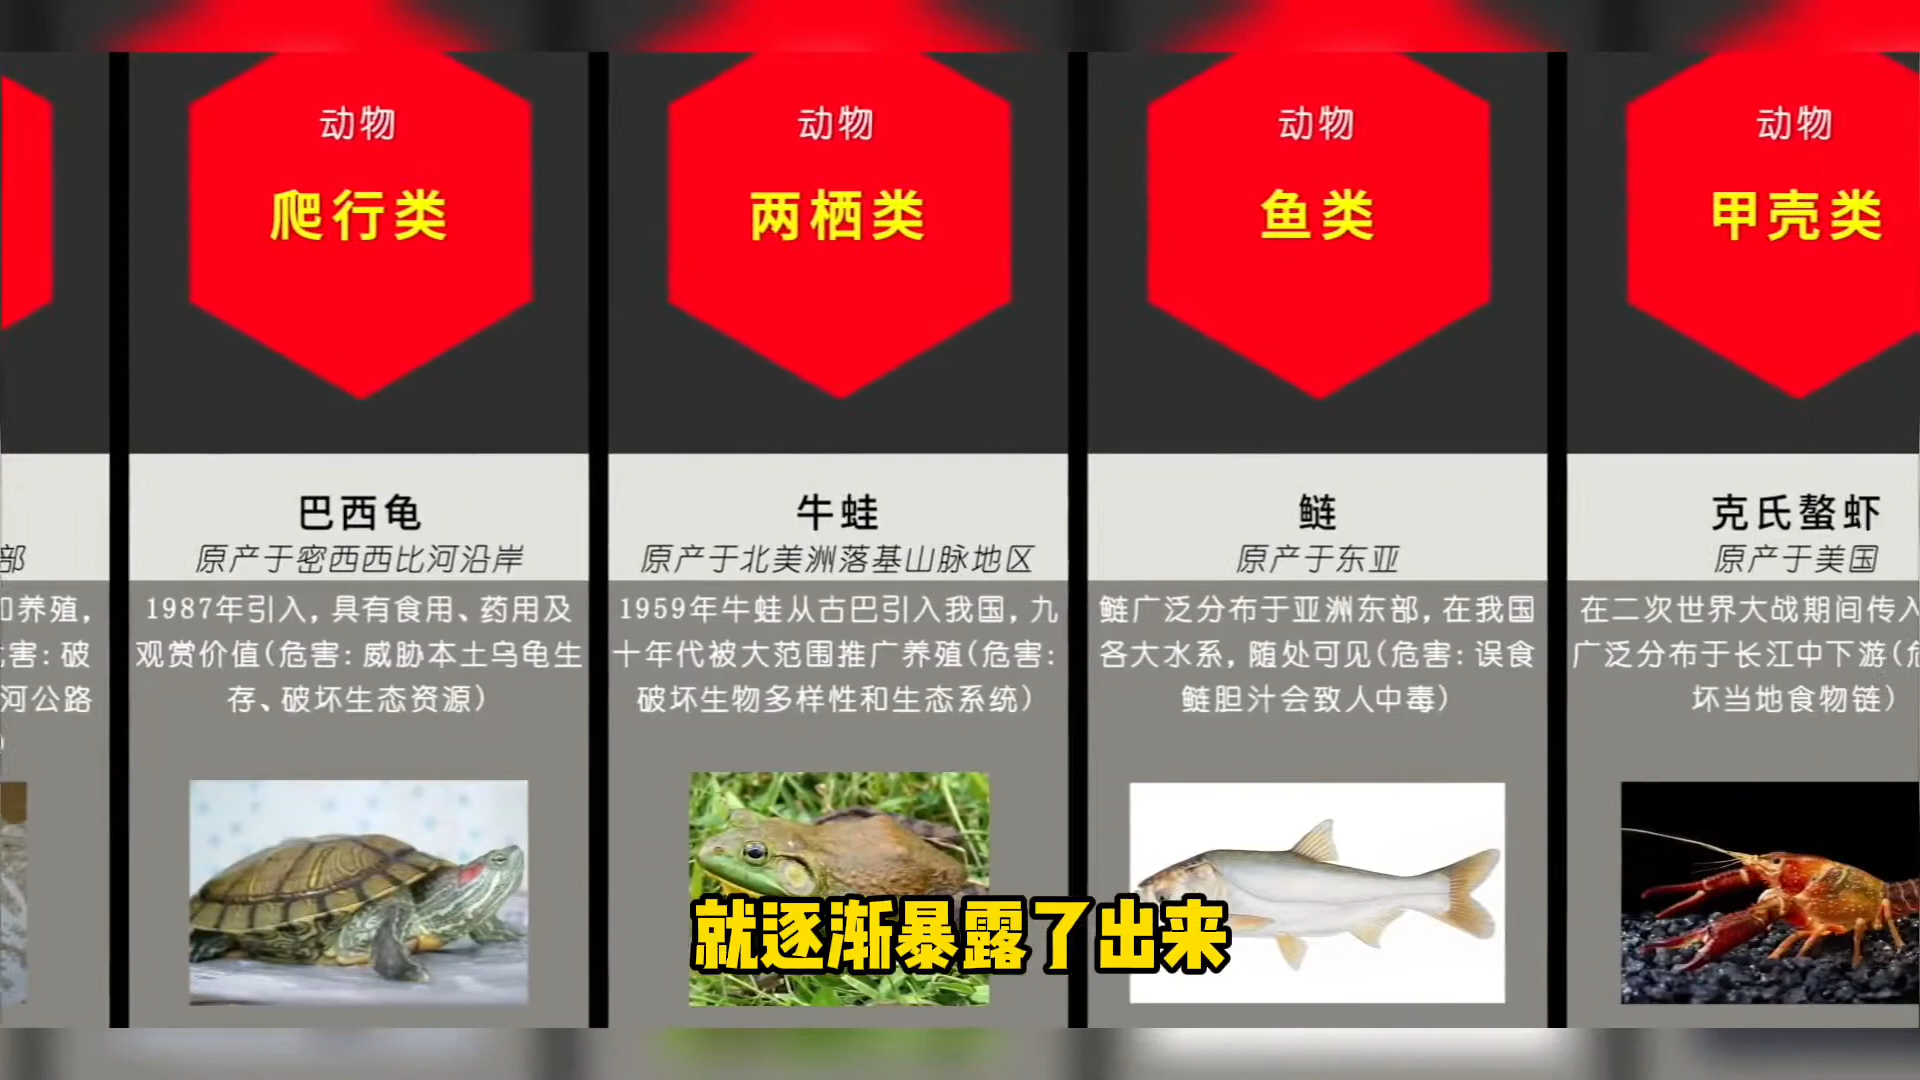 动物
爬行类
巴西龟
原产于密西西比河沿岸
1987年引入，具有食用、药用及
观赏价值(危害：威胁本土乌龟生
存、破坏生态资源)
动物
两栖类
牛蛙
原产于北美洲落基山脉地区
1959年牛蛙从古巴引入我国，九
十年代被大范围推广养殖(危害：
破坏生物多样性和生态系统)
动物
鱼类
鲢
原产于东亚
鲢广泛分布于亚洲东部，在我国
各大水系，随处可见(危害：误食
鲢胆汁会致人中毒)
动物
甲壳类
克氏螯虾
原产于美国
在二次世界大战期间传入
广泛分布于长江中下游(危
坏当地食物链)
部
和养殖，
害：破
河公路
)
就逐渐暴露了出来